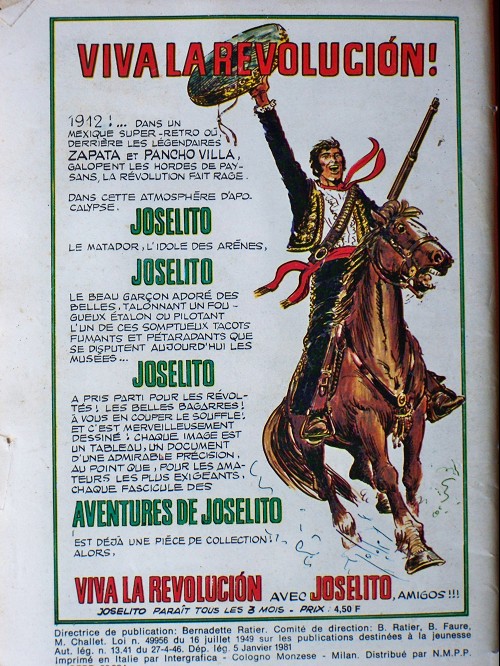 VIVA LA REVOLUCIÓN!
1912!... DANS UN
MEXIQUE SUPER-RETRO OÙ,
DERRIÈRE LES LÉGENDAIRES
ZAPATA ET PANCHO VILLA,
GALOPENT LES HORDES DE PAY-
SANS, LA RÉVOLUTION FAIT RAGE.
DANS CETTE ATMOSPHÈRE D'APO-
CALYPSE.
JOSELITO
LE MATADOR, L'IDOLE DES ARÈNES,
JOSELITO
LE BEAU GARÇON ADORÉ DES
BELLES, TALONNANT UN FOU-
GUEUX ÉTALON OU PILOTANT
L'UN DE CES SOMPTUEUX TACOTS
FUMANTS ET PÉTARADANTS QUE
SE DISPUTENT AUJOURD'HUI LES
MUSÉES...
JOSELITO
A PRIS PARTI POUR LES RÉVOL-
TÉS! LES BELLES BAGARRES!
À VOUS EN COUPER LE SOUFFLE!
ET C'EST MERVEILLEUSEMENT
DESSINÉ! CHAQUE IMAGE EST
UN TABLEAU, UN DOCUMENT
D'UNE ADMIRABLE PRÉCISION,
AU POINT QUE, POUR LES AMA-
TEURS LES PLUS EXIGEANTS,
CHAQUE FASCICULE DES
AVENTURES DE JOSELITO
EST DÉJÀ UNE PIÉCE DE COLLECTION!!
ALORS,
VIVA LA REVOLUCIÓN AVEC JOSELITO, AMIGOS!!!
JOSELITO PARAÎT TOUS LES 3 MOIS - PRIX: 4,50 F
Directrice de publication: Bernadette Ratier. Comité de direction: B. Ratier, B. Faure,
M. Challet. Loi n. 49956 du 16 juillet 1949 sur les publications destinées à la jeunesse
Aut. lég. n. 13.41 du 27-4-46. Dép. lég. 5 Janvier 1981
Imprimé en Italie par Intergrafica - Cologno Monzese - Milan. Distribué par N.M.P.P.